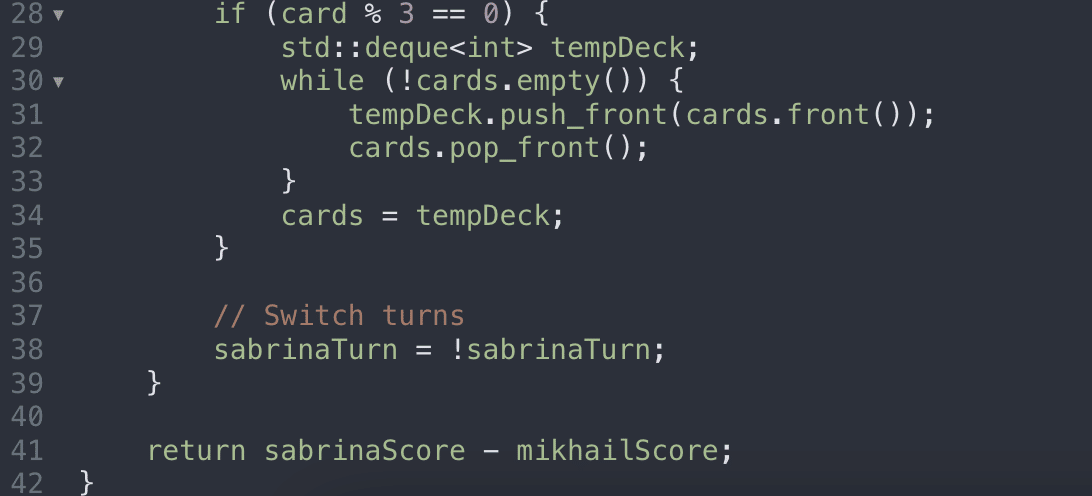 28 ▼ if (card % 3 == 0) {
29 std::deque<int> tempDeck;
30 ▼ while (!cards.empty()) {
31 tempDeck.push_front(cards.front());
32 cards.pop_front();
33 }
34 cards = tempDeck;
35 }
36
37 // Switch turns
38 sabrinaTurn = !sabrinaTurn;
39 }
40
41 return sabrinaScore - mikhailScore;
42 }